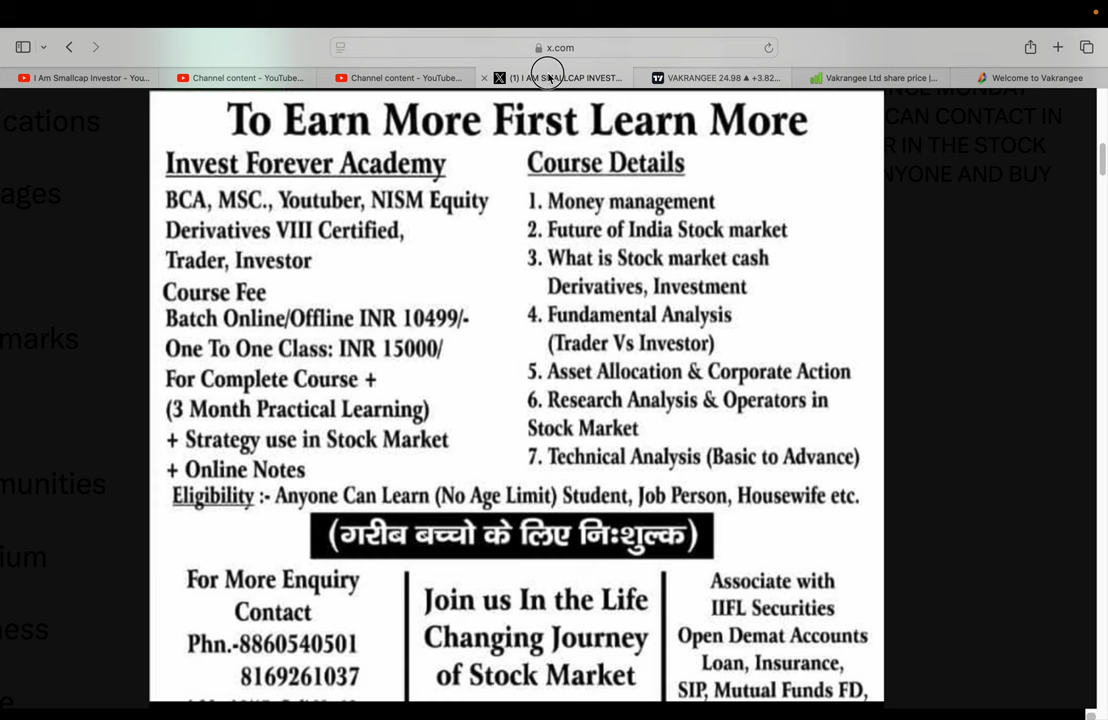 x.com
I Am Smallcap Investor - You...
Channel content - YouTube...
Channel content - YouTube...
(1) I AM SMALLCAP INVEST...
VAKRANGEE 24.98 ▲ +3.82...
Vakrangee Ltd share price |...
Welcome to Vakrangee
cations
ages
marks
munities
ium
ness
CAN CONTACT IN
R IN THE STOCK
NYONE AND BUY
To Earn More First Learn More
Invest Forever Academy
BCA, MSC., Youtuber, NISM Equity
Derivatives VIII Certified,
Trader, Investor
Course Fee
Batch Online/Offline INR 10499/-
One To One Class: INR 15000/
For Complete Course +
(3 Month Practical Learning)
+ Strategy use in Stock Market
+ Online Notes
Course Details
1. Money management
2. Future of India Stock market
3. What is Stock market cash
Derivatives, Investment
4. Fundamental Analysis
(Trader Vs Investor)
5. Asset Allocation & Corporate Action
6. Research Analysis & Operators in
Stock Market
7. Technical Analysis (Basic to Advance)
Eligibility :- Anyone Can Learn (No Age Limit) Student, Job Person, Housewife etc.
(गरीब बच्चो के लिए निःशुल्क)
For More Enquiry
Contact
Phn.-8860540501
8169261037
Join us In the Life
Changing Journey
of Stock Market
Associate with
IIFL Securities
Open Demat Accounts
Loan, Insurance,
SIP, Mutual Funds FD,